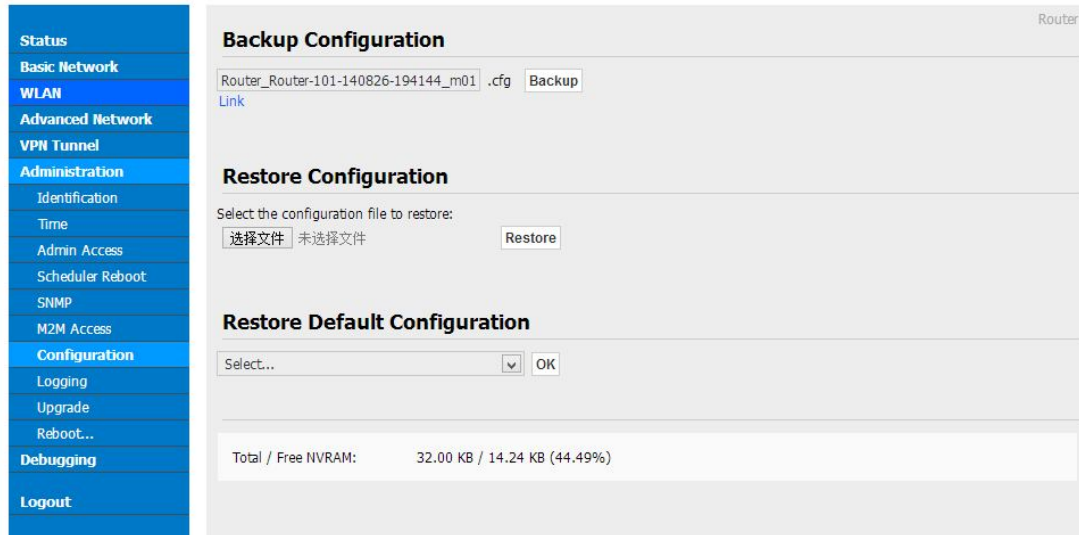 Router
Status
Basic Network
WLAN
Advanced Network
VPN Tunnel
Administration
Identification
Time
Admin Access
Scheduler Reboot
SNMP
M2M Access
Configuration
Logging
Upgrade
Reboot...
Debugging
Logout
Backup Configuration
Router_Router-101-140826-194144_m01 .cfg Backup
Link
Restore Configuration
Select the configuration file to restore:
选择文件 未选择文件 Restore
Restore Default Configuration
Select... OK
Total / Free NVRAM: 32.00 KB / 14.24 KB (44.49%)